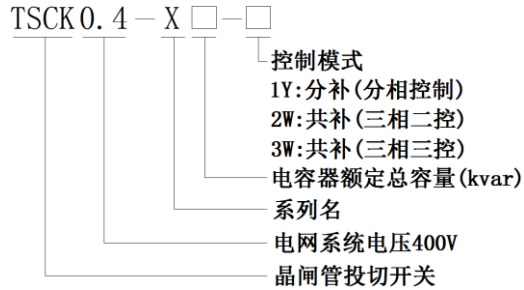 TSCK0.4-X□-□
控制模式
1Y:分补(分相控制)
2W:共补(三相二控)
3W:共补(三相三控)
电容器额定总容量(kvar)
系列名
电网系统电压400V
晶闸管投切开关